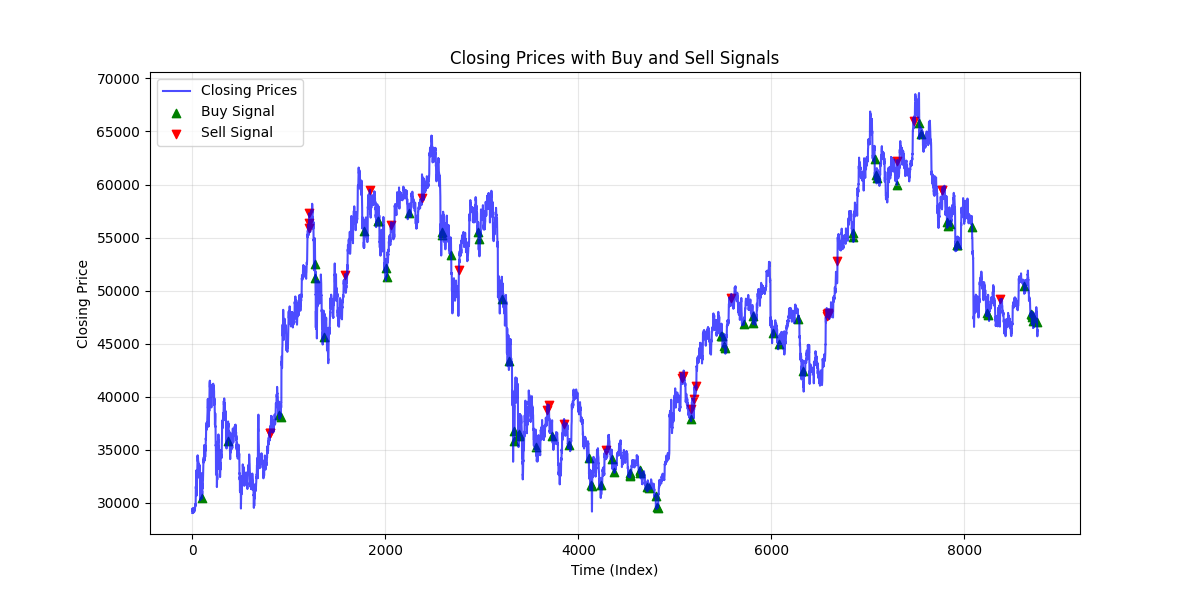 Closing Prices with Buy and Sell Signals
Closing Prices
Buy Signal
Sell Signal
Closing Price
70000
65000
60000
55000
50000
45000
40000
35000
30000
0 2000 4000 6000 8000
Time (Index)